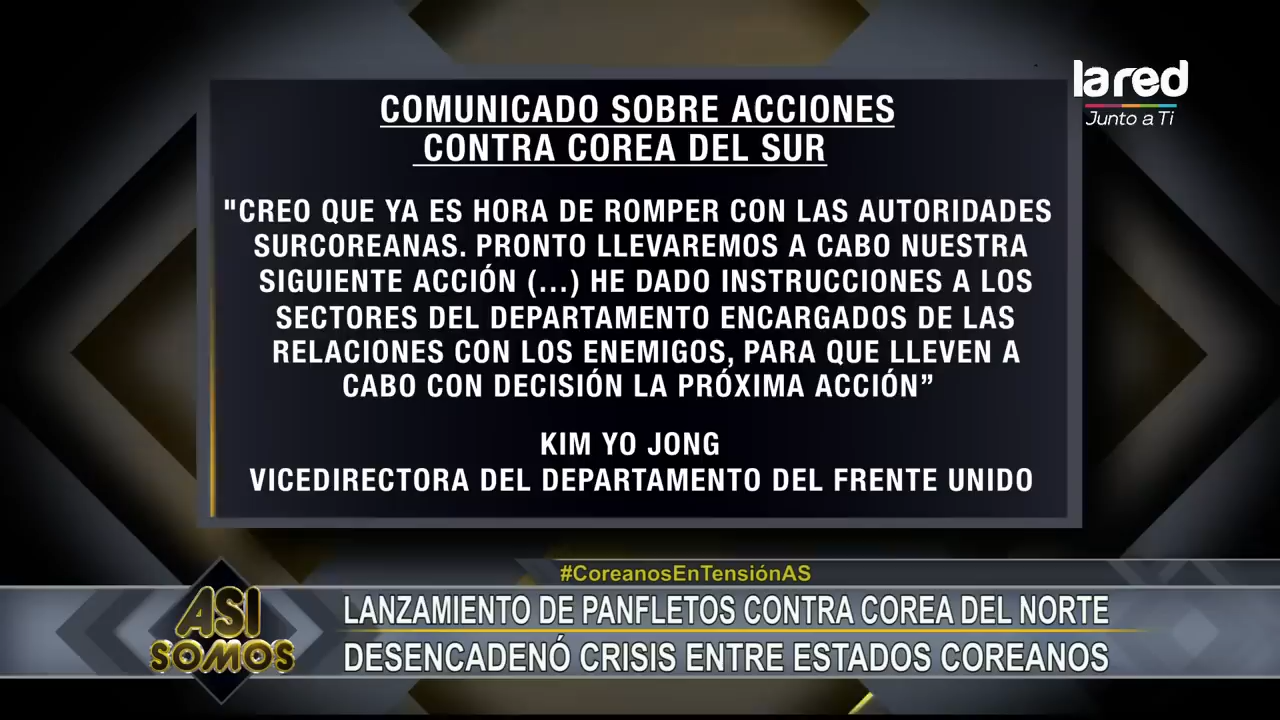 COMUNICADO SOBRE ACCIONES
CONTRA COREA DEL SUR
"CREO QUE YA ES HORA DE ROMPER CON LAS AUTORIDADES
SURCOREANAS. PRONTO LLEVAREMOS A CABO NUESTRA
SIGUIENTE ACCIÓN (...) HE DADO INSTRUCCIONES A LOS
SECTORES DEL DEPARTAMENTO ENCARGADOS DE LAS
RELACIONES CON LOS ENEMIGOS, PARA QUE LLEVEN A
CABO CON DECISIÓN LA PRÓXIMA ACCIÓN”
KIM YO JONG
VICEDIRECTORA DEL DEPARTAMENTO DEL FRENTE UNIDO
lared
Junto a Ti
#CoreanosEnTensiónAS
ASI
SOMOS
LANZAMIENTO DE PANFLETOS CONTRA COREA DEL NORTE
DESENCADENÓ CRISIS ENTRE ESTADOS COREANOS